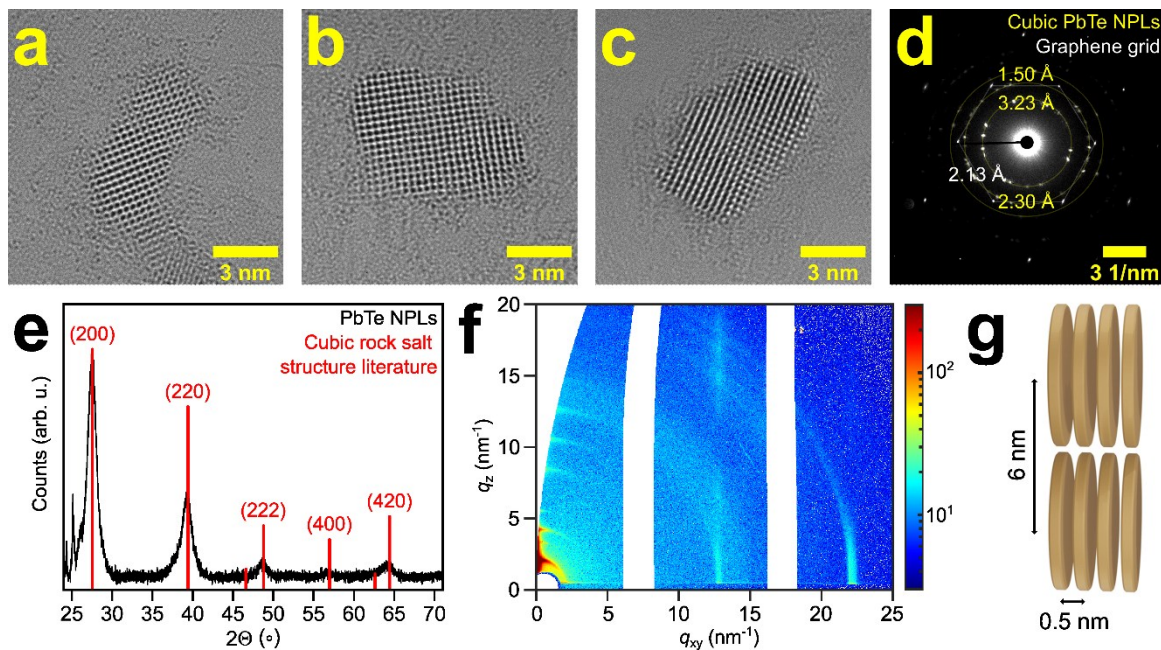 a
3 nm
b
3 nm
c
3 nm
d
Cubic PbTe NPLs
Graphene grid
1.50 Å
3.23 Å
2.13 Å
2.30 Å
3 1/nm
e
PbTe NPLs
Cubic rock salt
structure literature
(200)
(220)
(222)
(400)
(420)
Counts (arb. u.)
25 30 35 40 45 50 55 60 65 70
2Θ (°)
f
20
15
10
5
0
qz (nm⁻¹)
0 5 10 15 20 25
qxy (nm⁻¹)
10²
10¹
g
6 nm
0.5 nm